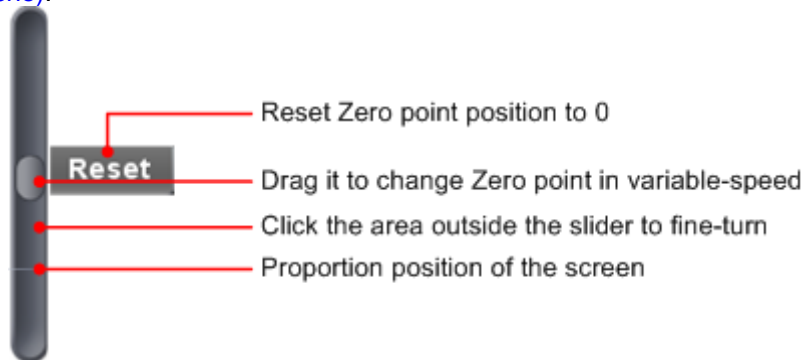 Reset Zero point position to 0
Reset
Drag it to change Zero point in variable-speed
Click the area outside the slider to fine-turn
Proportion position of the screen